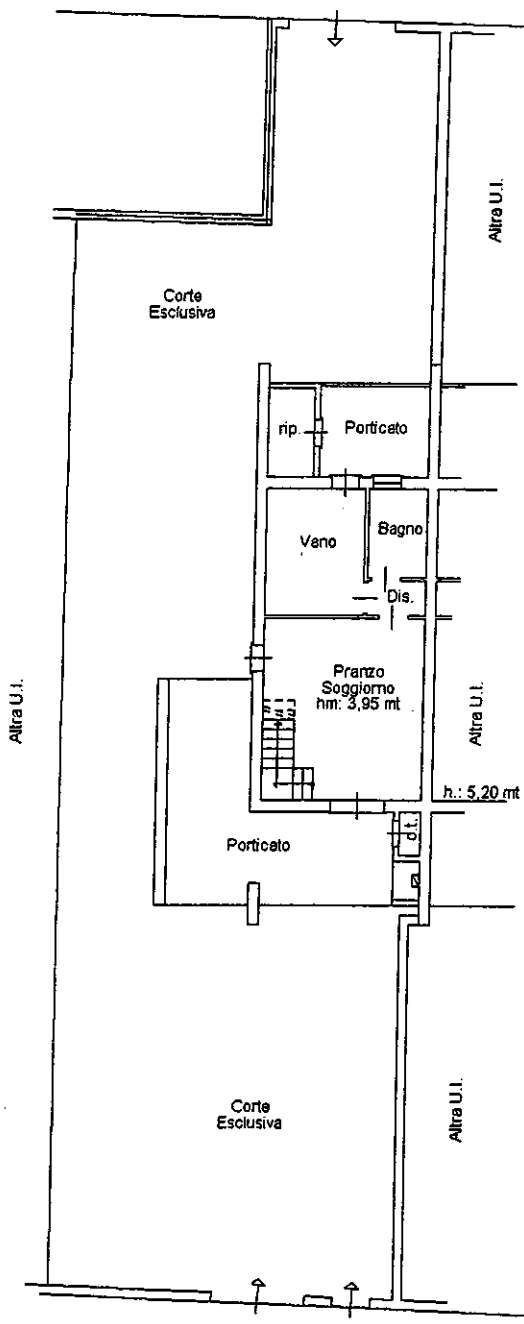 Altra U.I.
Corte
Esclusiva
rip.
Porticato
Vano
Bagno
Dis.
Pranzo
Soggiorno
hm: 3,95 mt
Altra U.I.
Altra U.I.
h.: 5,20 mt
c.t.
Porticato
Corte
Esclusiva
Altra U.I.